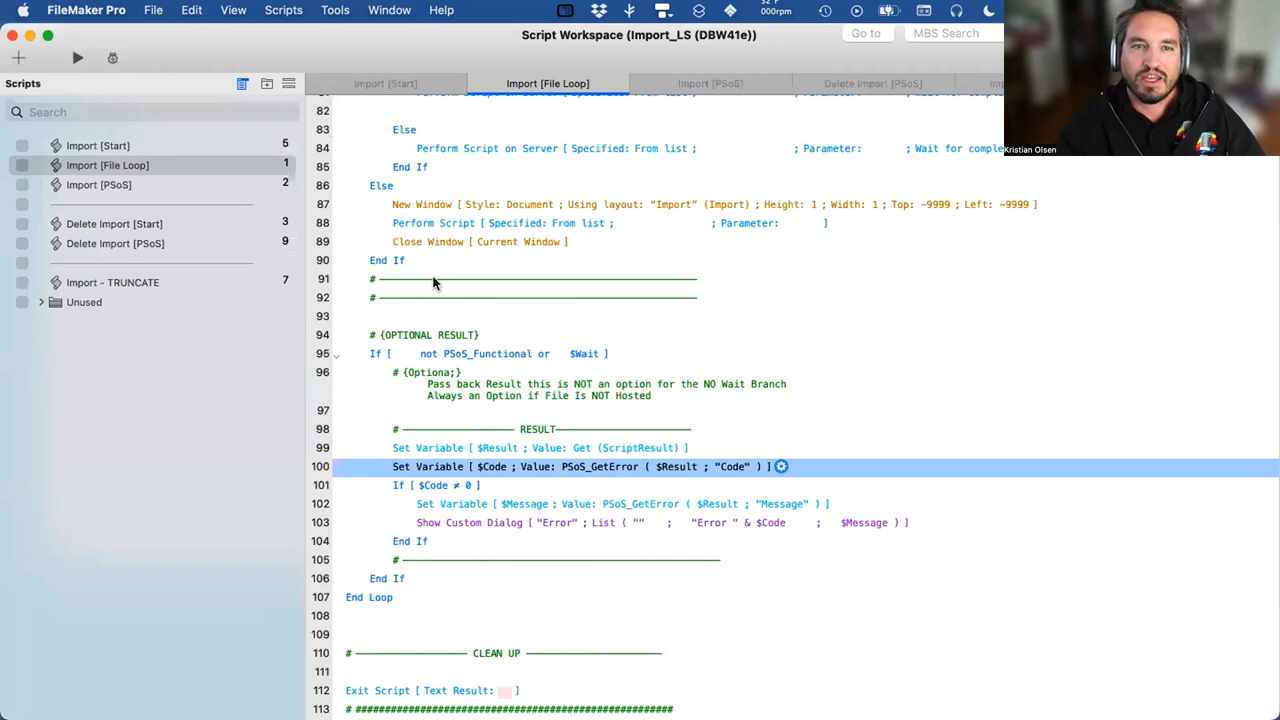 FileMaker Pro File Edit View Scripts Tools Window
000rpm
Script Workspace (Import_LS (DBW41e))
Go to
MBS Search
Scripts
Import [Start]
Import [File Loop]
Import [PSoS]
Delete Import [PSoS]
Search
Import [Start] 5
Import [File Loop] 1
Import [PSoS] 2
Delete Import [Start] 3
Delete Import [PSoS] 9
Import - TRUNCATE 7
Unused
82
83 Else
84 Perform Script on Server [ Specified: From list ; ; Parameter: ; Wait for comple
85 End If
86 Else
87 New Window [ Style: Document ; Using layout: “Import” (Import) ; Height: 1 ; Width: 1 ; Top: -9999 ; Left: -9999 ]
88 Perform Script [ Specified: From list ; ; Parameter: ]
89 Close Window [ Current Window ]
90 End If
91 #
92 #
93
94 # {OPTIONAL RESULT}
95 If [ not PSoS_Functional or $Wait ]
96 # {Optiona;}
Pass back Result this is NOT an option for the NO Wait Branch
Always an Option if File Is NOT Hosted
97
98 # ——————— RESULT———————
99 Set Variable [ $Result ; Value: Get (ScriptResult) ]
100 Set Variable [ $Code ; Value: PSoS_GetError ( $Result ; "Code" ) ]
101 If [ $Code ≠ 0 ]
102 Set Variable [ $Message ; Value: PSoS_GetError ( $Result ; "Message" ) ]
103 Show Custom Dialog [ "Error" ; List ( "" ; "Error " & $Code ; $Message ) ]
104 End If
105 #
106 End If
107 End Loop
108
109
110 # ——————— CLEAN UP ———————
111
112 Exit Script [ Text Result: ]
113 # ######################################################
Kristian Olsen